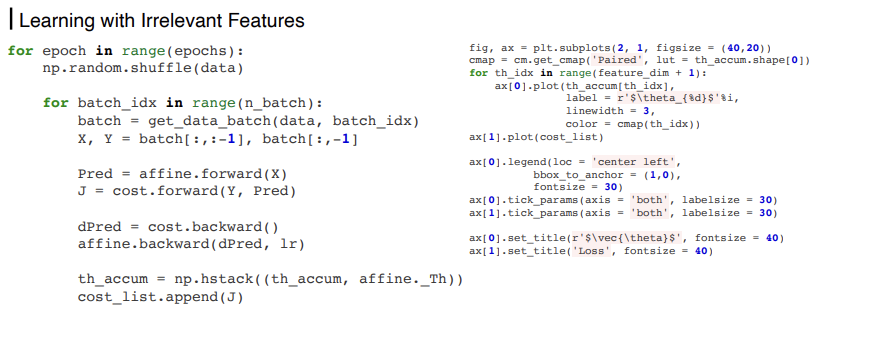 Learning with Irrelevant Features
for epoch in range(epochs):
    np.random.shuffle(data)

    for batch_idx in range(n_batch):
        batch = get_data_batch(data, batch_idx)
        X, Y = batch[:,:-1], batch[:,-1]

        Pred = affine.forward(X)
        J = cost.forward(Y, Pred)

        dPred = cost.backward()
        affine.backward(dPred, lr)

        th_accum = np.hstack((th_accum, affine._Th))
        cost_list.append(J)

fig, ax = plt.subplots(2, 1, figsize = (40,20))
cmap = cm.get_cmap('Paired', lut = th_accum.shape[0])
for th_idx in range(feature_dim + 1):
    ax[0].plot(th_accum[th_idx],
               label = r'$\theta_{%d}$'%i,
               linewidth = 3,
               color = cmap(th_idx))
ax[1].plot(cost_list)

ax[0].legend(loc = 'center left',
          bbox_to_anchor = (1,0),
          fontsize = 30)
ax[0].tick_params(axis = 'both', labelsize = 30)
ax[1].tick_params(axis = 'both', labelsize = 30)

ax[0].set_title(r'$\vec{\theta}$', fontsize = 40)
ax[1].set_title('Loss', fontsize = 40)